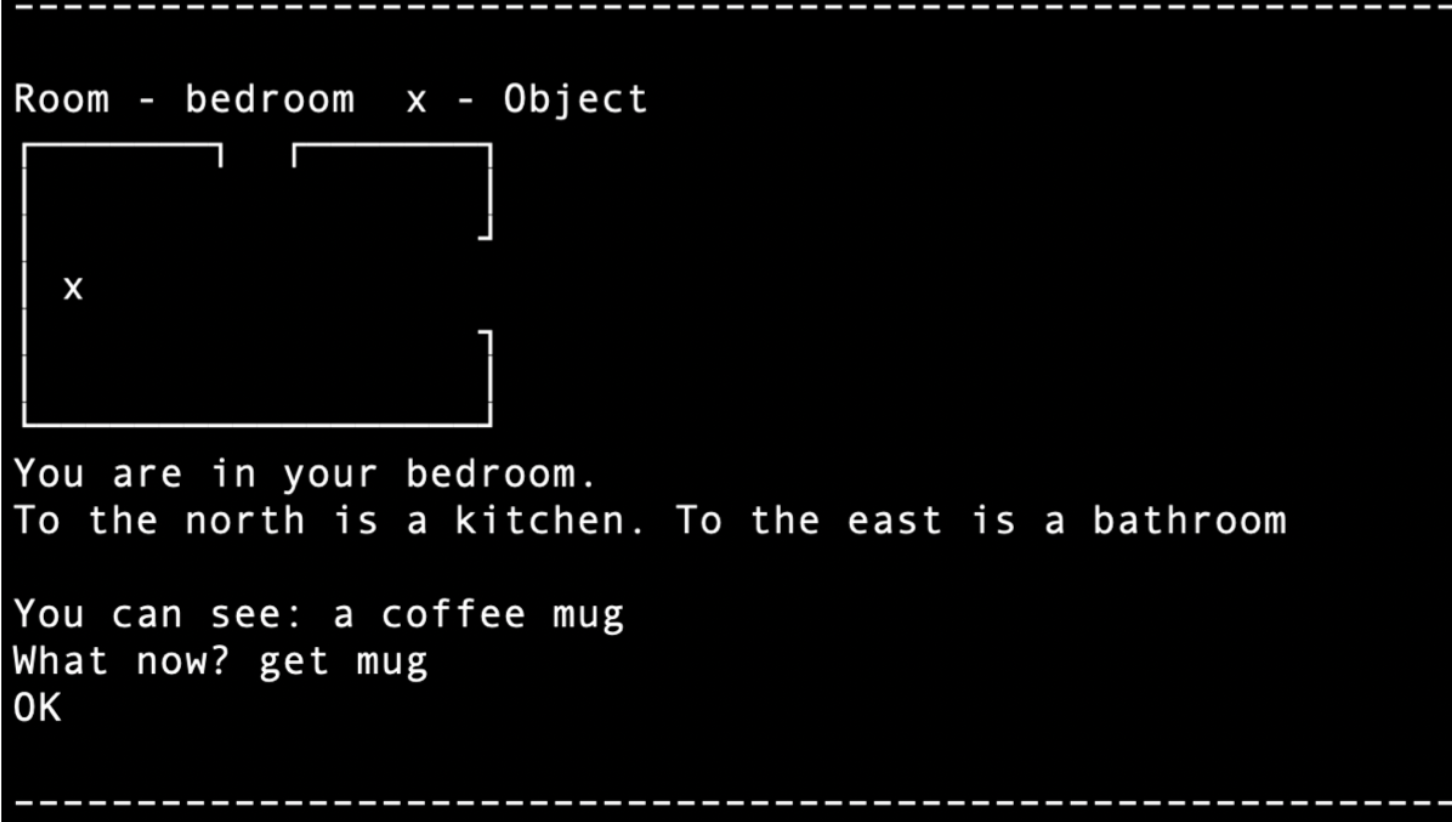 Room - bedroom  x - Object
x
You are in your bedroom.
To the north is a kitchen. To the east is a bathroom
You can see: a coffee mug
What now? get mug
OK